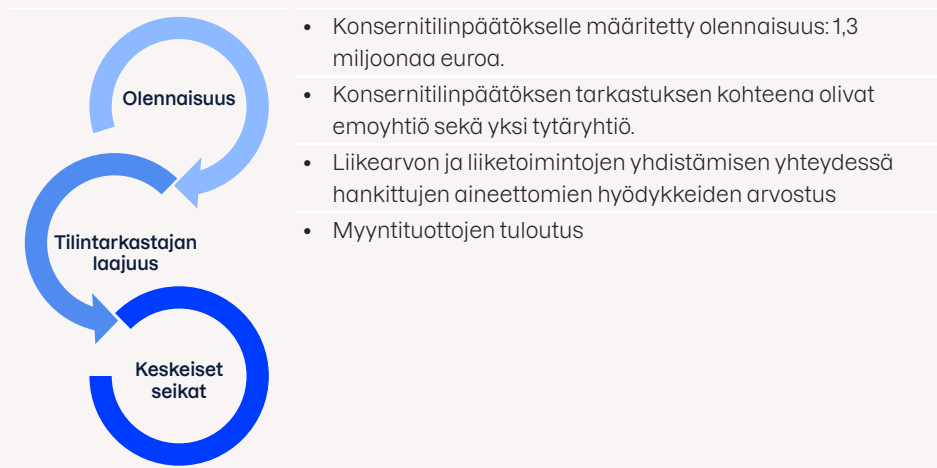 Olennaisuus
Tilintarkastajan
laajuus
Keskeiset
seikat
• Konsernitilinpäätökselle määritetty olennaisuus: 1,3
miljoonaa euroa.
• Konsernitilinpäätöksen tarkastuksen kohteena olivat
emoyhtiö sekä yksi tytäryhtiö.
• Liikearvon ja liiketoimintojen yhdistämisen yhteydessä
hankittujen aineettomien hyödykkeiden arvostus
• Myyntituottojen tuloutus